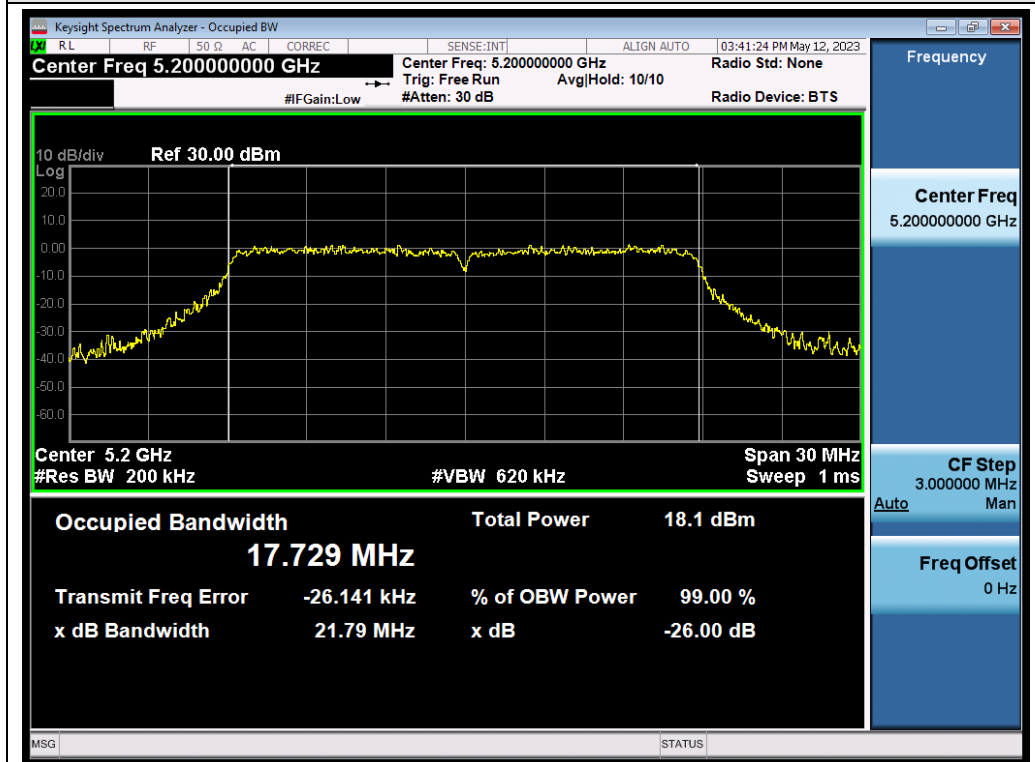 Keysight Spectrum Analyzer - Occupied BW
LXI RL RF 50 Ω AC CORREC SENSE:INT ALIGN AUTO 03:41:24 PM May 12, 2023
Center Freq 5.200000000 GHz Center Freq: 5.200000000 GHz Radio Std: None
Trig: Free Run Avg|Hold: 10/10
#IFGain:Low #Atten: 30 dB Radio Device: BTS
10 dB/div Ref 30.00 dBm
Log
20.0
10.0
0.00
-10.0
-20.0
-30.0
-40.0
-50.0
-60.0
Center 5.2 GHz Span 30 MHz
#Res BW 200 kHz #VBW 620 kHz Sweep 1 ms
Occupied Bandwidth Total Power 18.1 dBm
17.729 MHz
Transmit Freq Error -26.141 kHz % of OBW Power 99.00 %
x dB Bandwidth 21.79 MHz x dB -26.00 dB
MSG STATUS
Frequency
Center Freq
5.200000000 GHz
CF Step
3.000000 MHz
Auto Man
Freq Offset
0 Hz